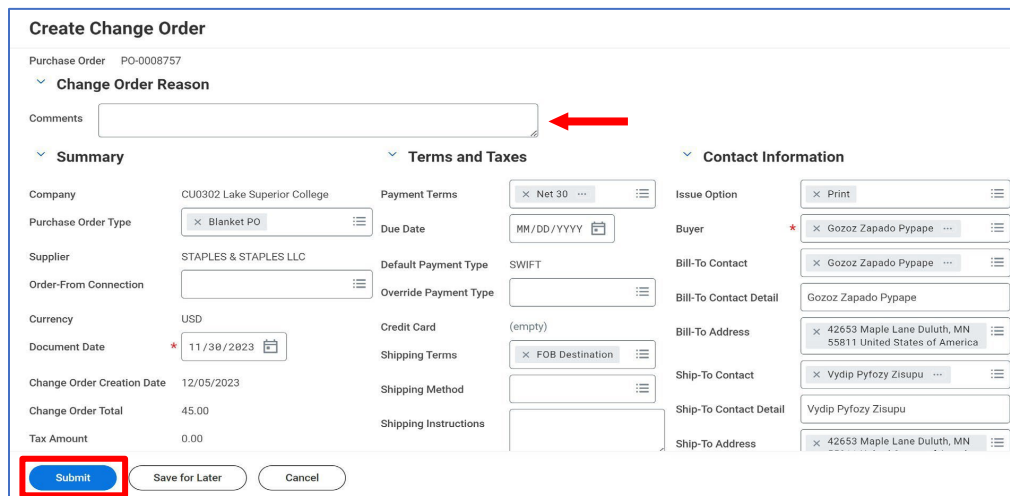 Create Change Order
Purchase Order PO-0008757
Change Order Reason
Comments
Summary
Company CU0302 Lake Superior College
Purchase Order Type × Blanket PO
Supplier STAPLES & STAPLES LLC
Order-From Connection
Currency USD
Document Date * 11/30/2023
Change Order Creation Date 12/05/2023
Change Order Total 45.00
Tax Amount 0.00
Terms and Taxes
Payment Terms × Net 30 ...
Due Date MM/DD/YYYY
Default Payment Type SWIFT
Override Payment Type
Credit Card (empty)
Shipping Terms × FOB Destination
Shipping Method
Shipping Instructions
Contact Information
Issue Option × Print
Buyer * × Gozoz Zapado Pypape ...
Bill-To Contact × Gozoz Zapado Pypape ...
Bill-To Contact Detail Gozoz Zapado Pypape
Bill-To Address × 42653 Maple Lane Duluth, MN
55811 United States of America
Ship-To Contact × Vydip Pyfozy Zisupu ...
Ship-To Contact Detail Vydip Pyfozy Zisupu
Ship-To Address × 42653 Maple Lane Duluth, MN
Submit Save for Later Cancel